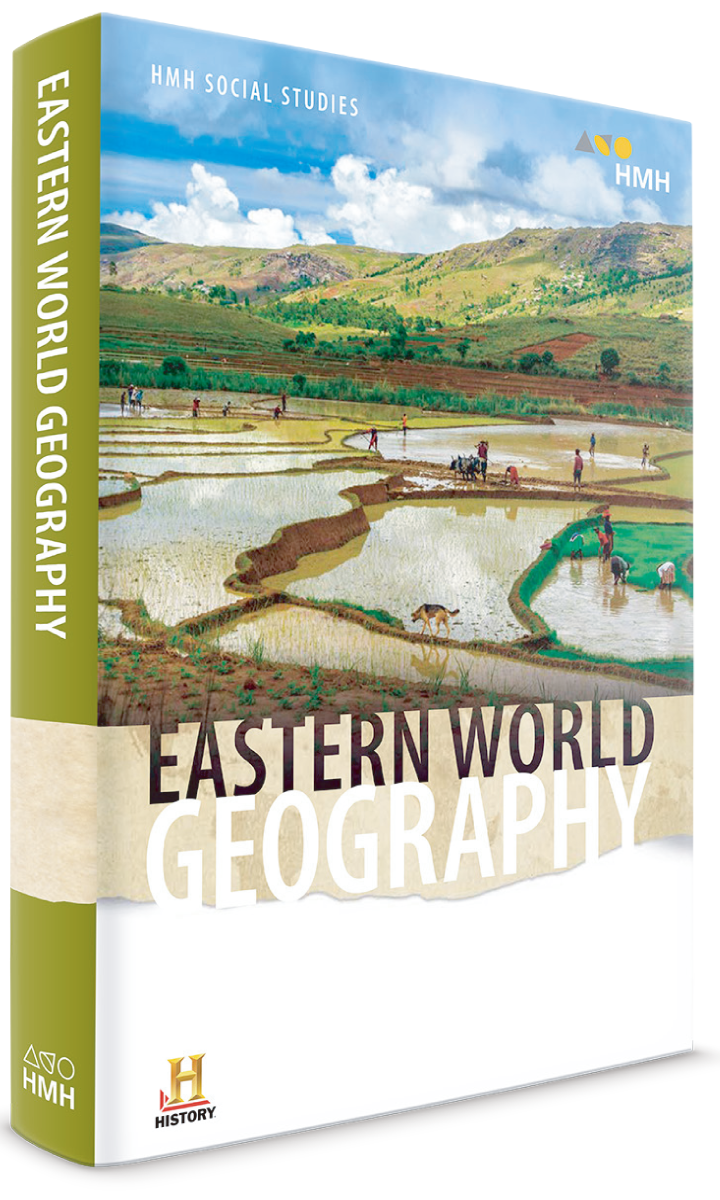 EASTERN WORLD GEOGRAPHY
HMH
HMH SOCIAL STUDIES
HMH
EASTERN WORLD
GEOGRAPHY
H
HISTORY